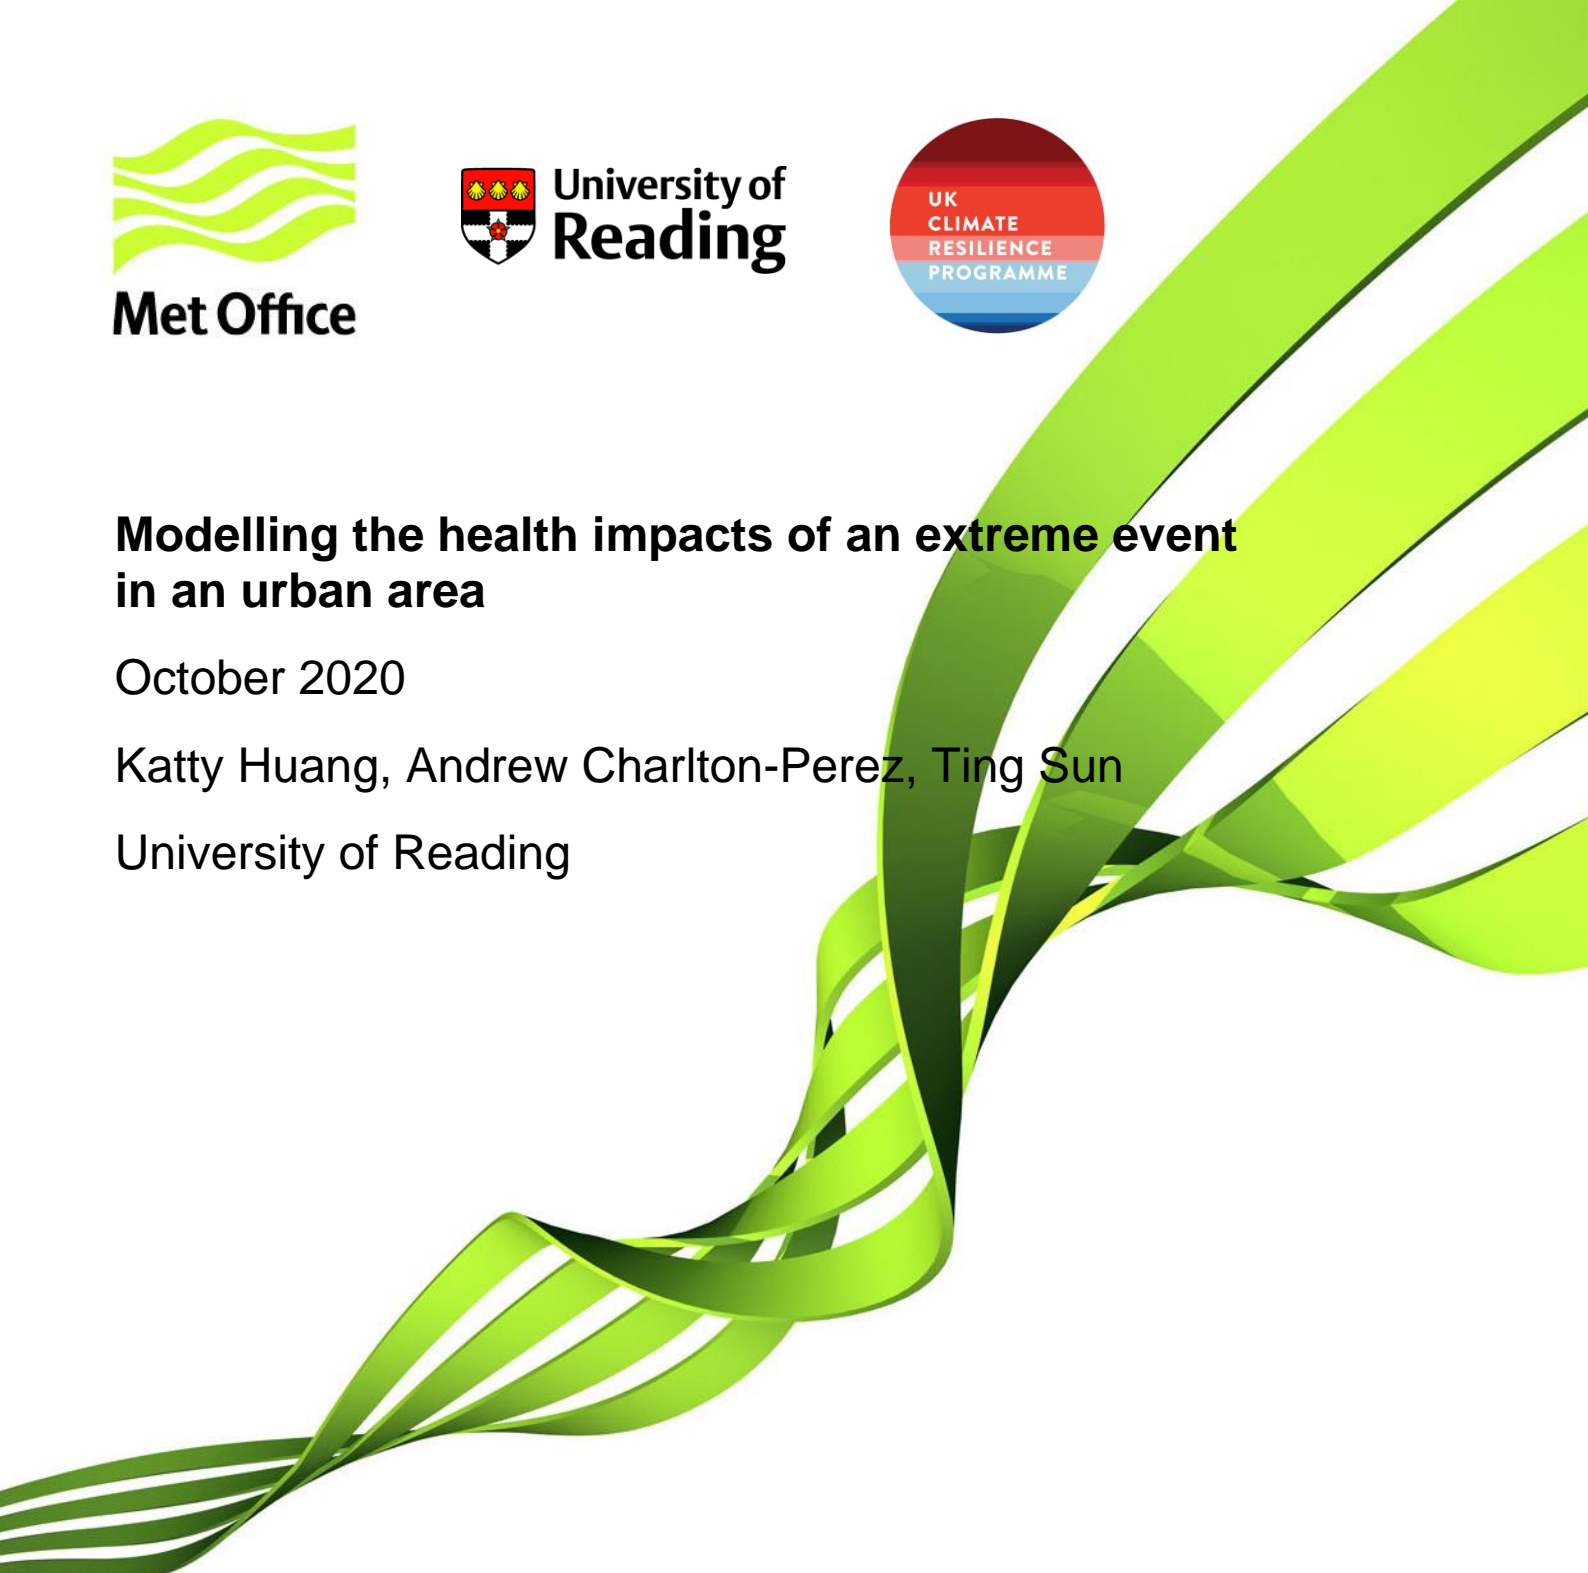 Met Office
University of
Reading
UK
CLIMATE
RESILIENCE
PROGRAMME
Modelling the health impacts of an extreme event
in an urban area
October 2020
Katty Huang, Andrew Charlton-Perez, Ting Sun
University of Reading